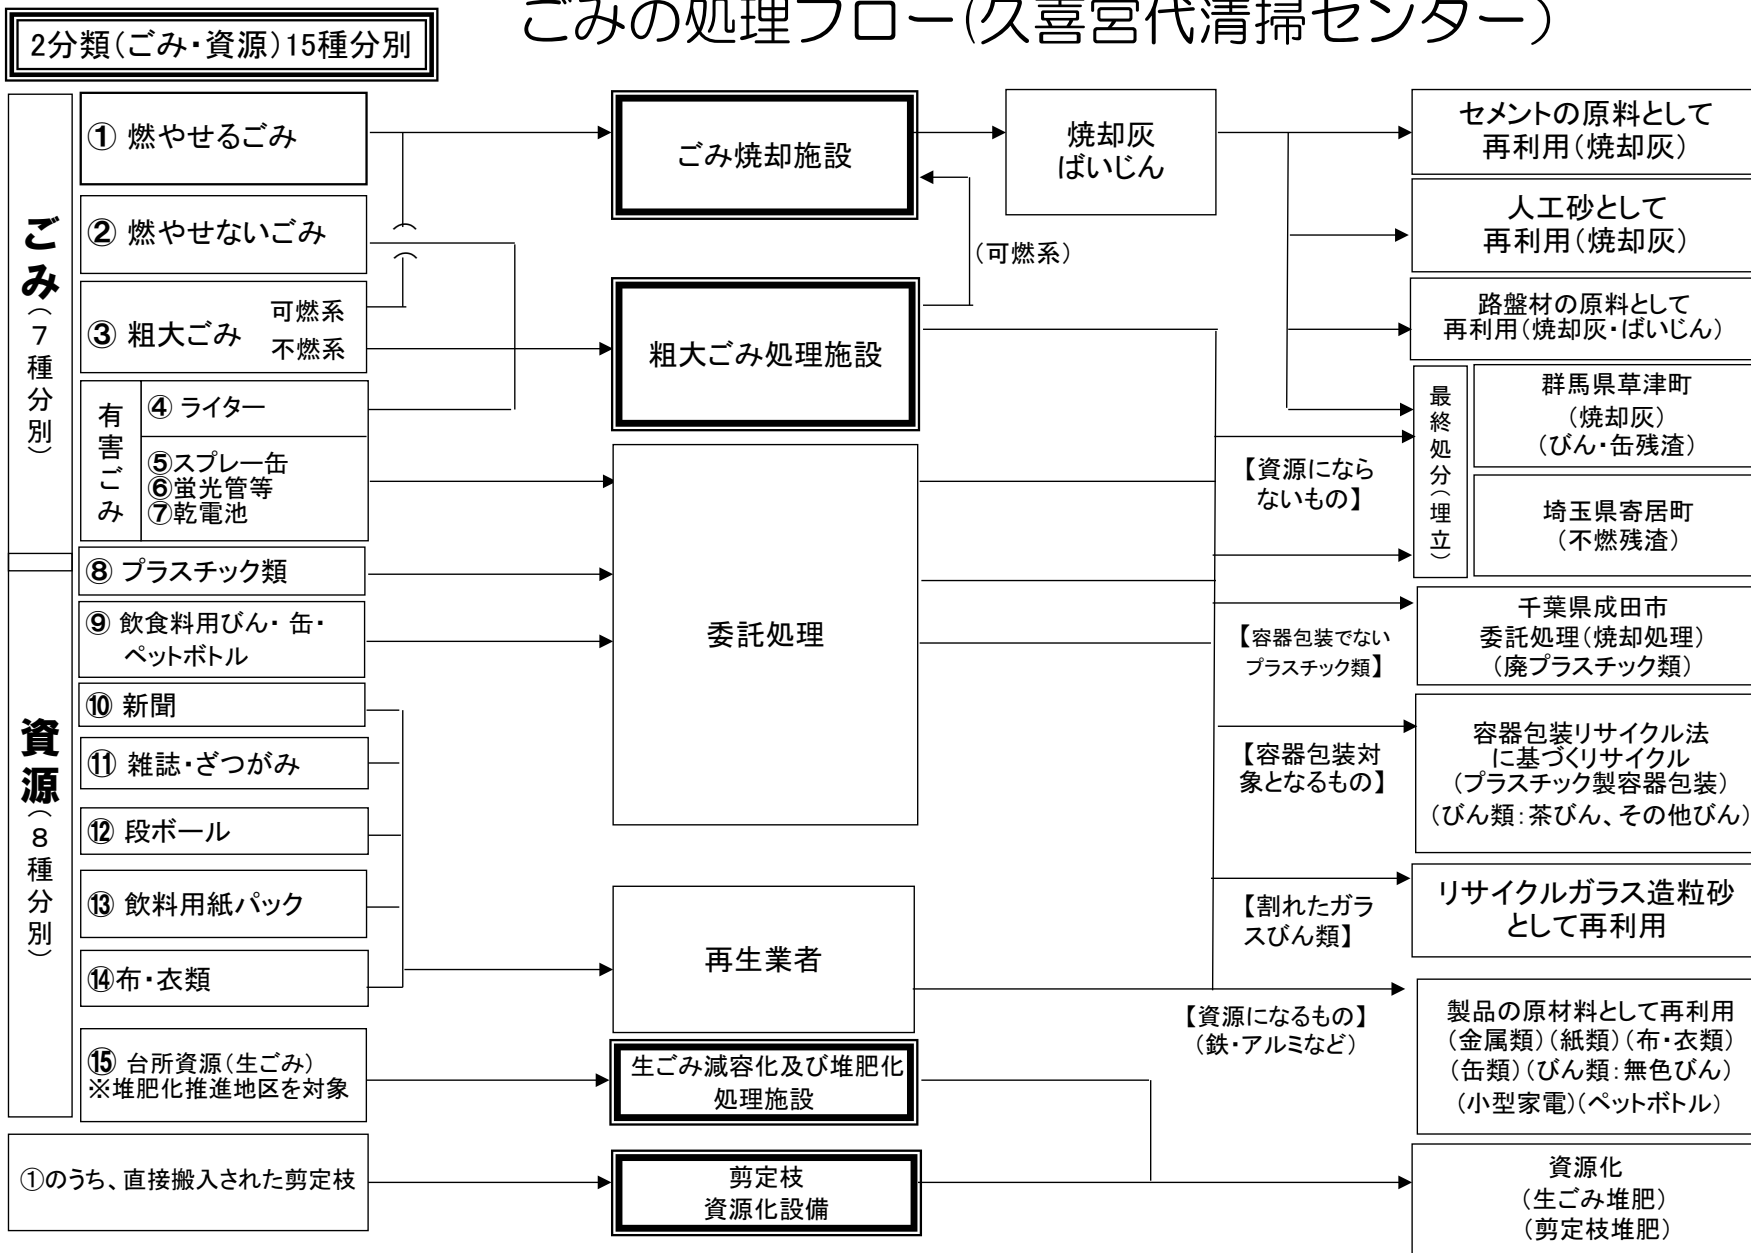 ごみの処理フロー(久喜宮代清掃センター)
2分類(ごみ・資源)15種分別
ごみ(7種分別)
① 燃やせるごみ
② 燃やせないごみ
③ 粗大ごみ
可燃系
不燃系
有害ごみ
④ ライター
⑤スプレー缶
⑥蛍光管等
⑦乾電池
資源(8種分別)
⑧ プラスチック類
⑨ 飲食料用びん・缶・
ペットボトル
⑩ 新聞
⑪ 雑誌・ざつがみ
⑫ 段ボール
⑬ 飲料用紙パック
⑭布・衣類
⑮ 台所資源(生ごみ)
※堆肥化推進地区を対象
①のうち、直接搬入された剪定枝
ごみ焼却施設
(可燃系)
粗大ごみ処理施設
委託処理
再生業者
生ごみ減容化及び堆肥化
処理施設
剪定枝
資源化設備
焼却灰
ばいじん
【資源になら
ないもの】
【容器包装でない
プラスチック類】
【容器包装対
象となるもの】
【割れたガラ
スびん類】
【資源になるもの】
(鉄・アルミなど)
セメントの原料として
再利用(焼却灰)
人工砂として
再利用(焼却灰)
路盤材の原料として
再利用(焼却灰・ばいじん)
最終処分(埋立)
群馬県草津町
(焼却灰)
(びん・缶残渣)
埼玉県寄居町
(不燃残渣)
千葉県成田市
委託処理(焼却処理)
(廃プラスチック類)
容器包装リサイクル法
に基づくリサイクル
(プラスチック製容器包装)
(びん類:茶びん、その他びん)
リサイクルガラス造粒砂
として再利用
製品の原材料として再利用
(金属類)(紙類)(布・衣類)
(缶類)(びん類:無色びん)
(小型家電)(ペットボトル)
資源化
(生ごみ堆肥)
(剪定枝堆肥)